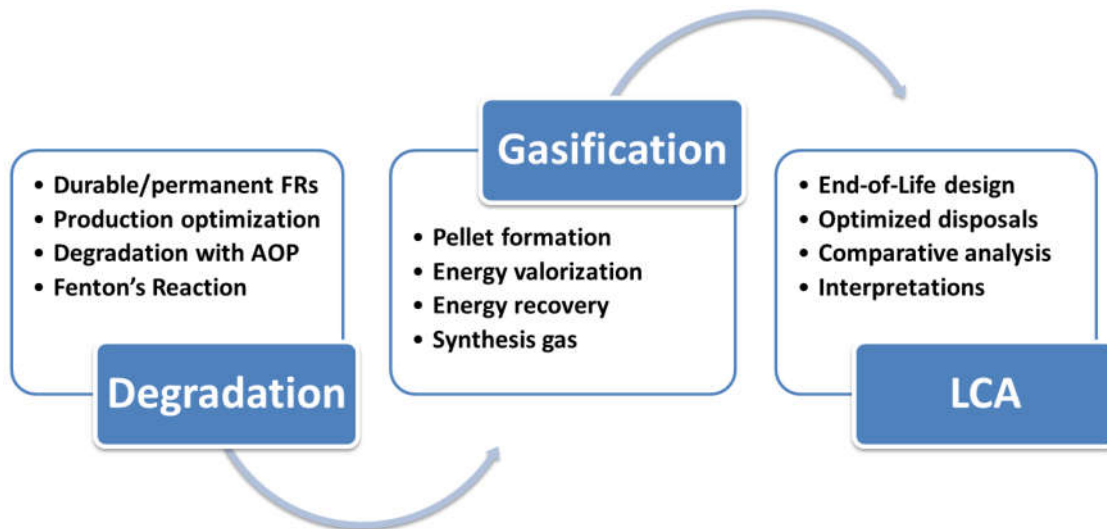 • Durable/permanent FRs
• Production optimization
• Degradation with AOP
• Fenton's Reaction
Degradation
Gasification
• Pellet formation
• Energy valorization
• Energy recovery
• Synthesis gas
• End-of-Life design
• Optimized disposals
• Comparative analysis
• Interpretations
LCA